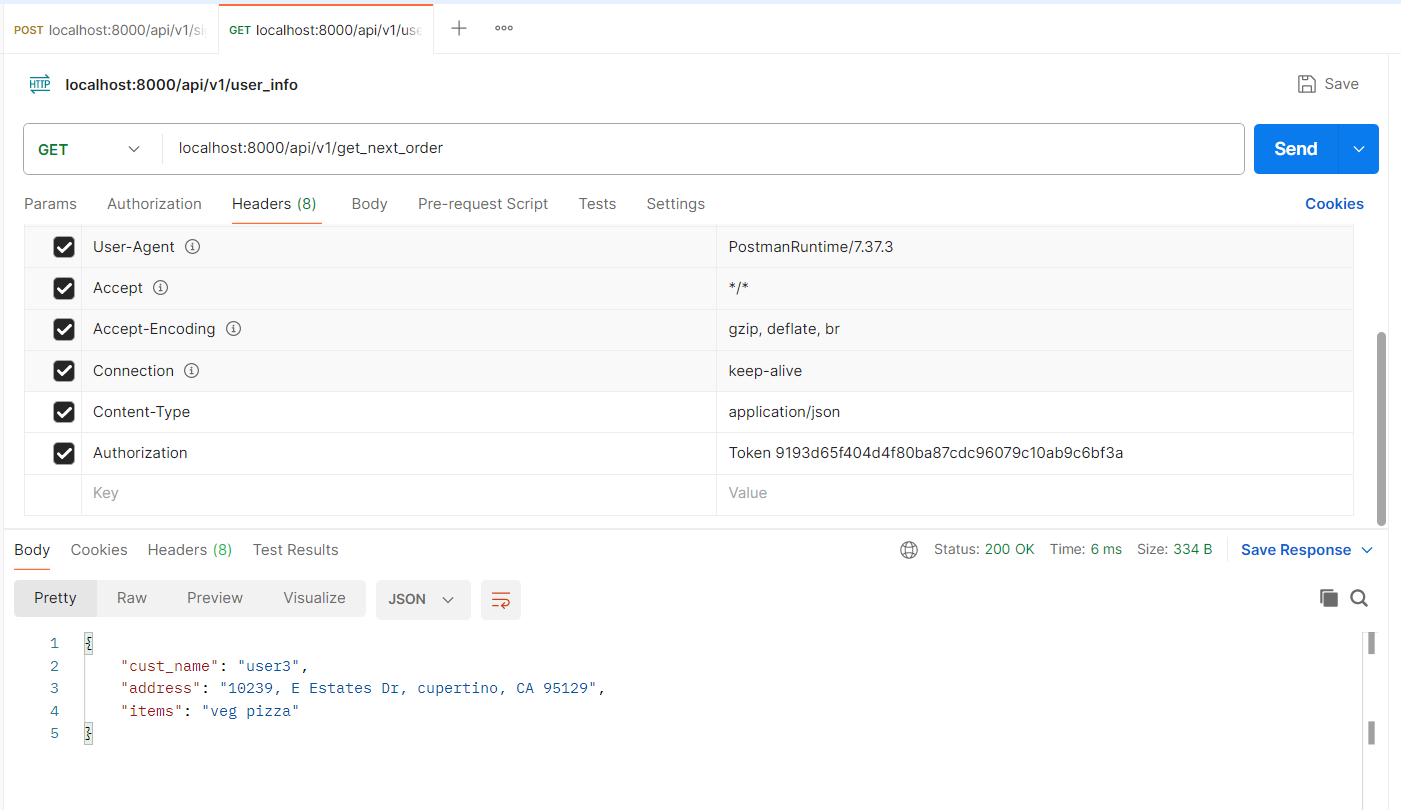 POST localhost:8000/api/v1/si GET localhost:8000/api/v1/use
HTTP localhost:8000/api/v1/user_info Save
GET localhost:8000/api/v1/get_next_order Send
Params Authorization Headers (8) Body Pre-request Script Tests Settings Cookies
User-Agent PostmanRuntime/7.37.3
Accept */*
Accept-Encoding gzip, deflate, br
Connection keep-alive
Content-Type application/json
Authorization Token 9193d65f404d4f80ba87cdc96079c10ab9c6bf3a
Key Value
Body Cookies Headers (8) Test Results Status: 200 OK Time: 6 ms Size: 334 B Save Response
Pretty Raw Preview Visualize JSON
1 {
2 "cust_name": "user3",
3 "address": "10239, E Estates Dr, cupertino, CA 95129",
4 "items": "veg pizza"
5 }